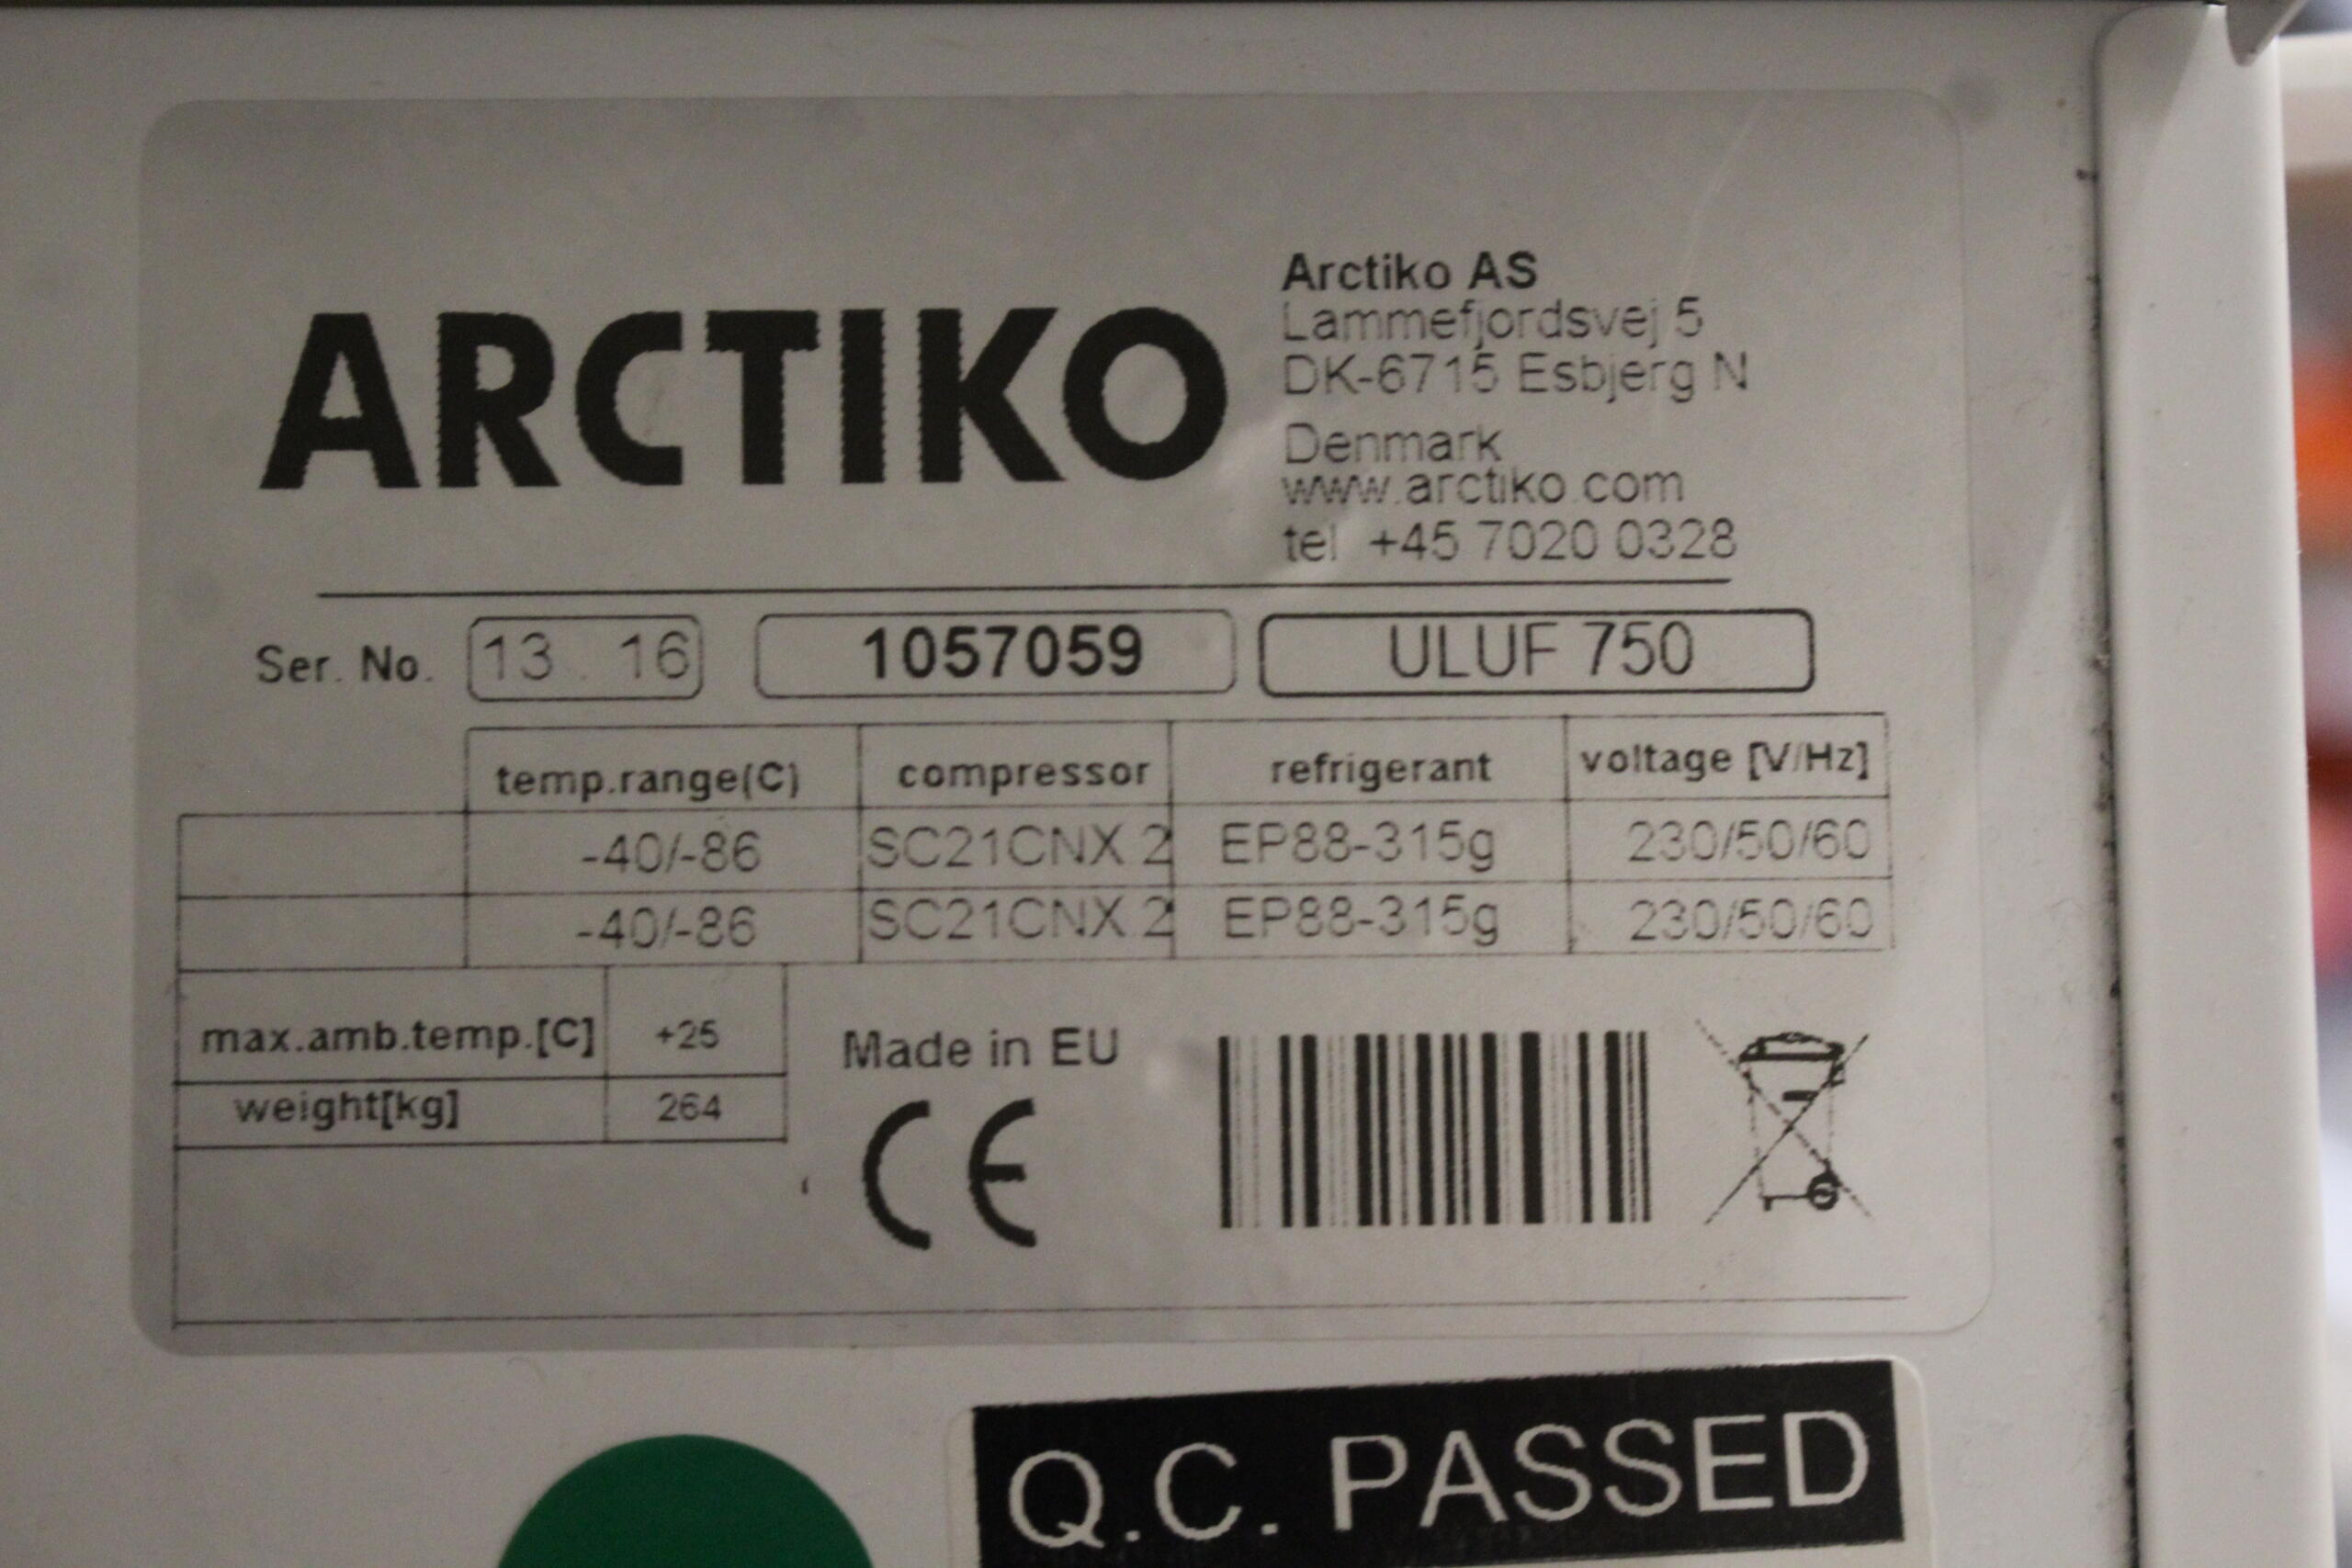 ARCTIKO
Arctiko AS
Lammefjordsvej 5
DK-6715 Esbjerg N
Denmark
www.arctiko.com
tel +45 7020 0328
Ser. No. 13 . 16 1057059 ULUF 750
temp.range(C) compressor refrigerant voltage [V/Hz]
-40/-86 SC21CNX 2 EP88-315g 230/50/60
-40/-86 SC21CNX 2 EP88-315g 230/50/60
max.amb.temp.[C] +25
weight[kg] 264
Made in EU
CE
Q.C. PASSED